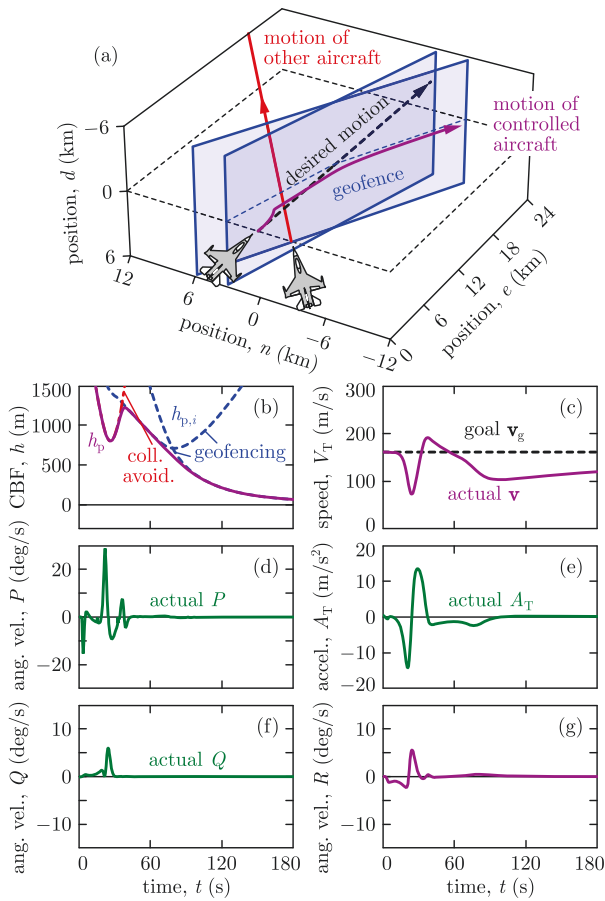 (a)
motion of
other aircraft
motion of
controlled
aircraft
desired motion
geofence
−6
0
6
position, d (km)
12
6
0
−6
−12
position, n (km)
0
6
12
18
24
position, e (km)
(b)
1500
1000
500
0
CBF, h (m)
h_p
h_{p,i}
geofencing
coll.
avoid.
(c)
200
100
0
speed, V_T (m/s)
goal v_g
actual v
(d)
20
0
−20
ang. vel., P (deg/s)
actual P
(e)
20
10
0
−10
−20
accel., A_T (m/s²)
actual A_T
(f)
10
0
−10
ang. vel., Q (deg/s)
actual Q
0 60 120 180
time, t (s)
(g)
10
0
−10
ang. vel., R (deg/s)
0 60 120 180
time, t (s)